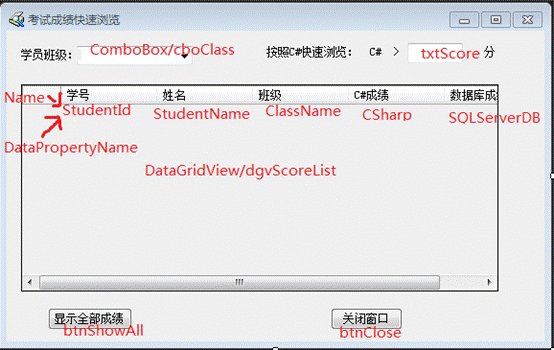 考试成绩快速浏览
学员班级： ComboBox/cboClass 按照C#快速浏览： C# > txtScore 分
Name 学号 姓名 班级 C#成绩 数据库成
StudentId StudentName ClassName CSharp SQLServerDB
DataPropertyName
DataGridView/dgvScoreList
显示全部成绩 关闭窗口
btnShowAll btnClose